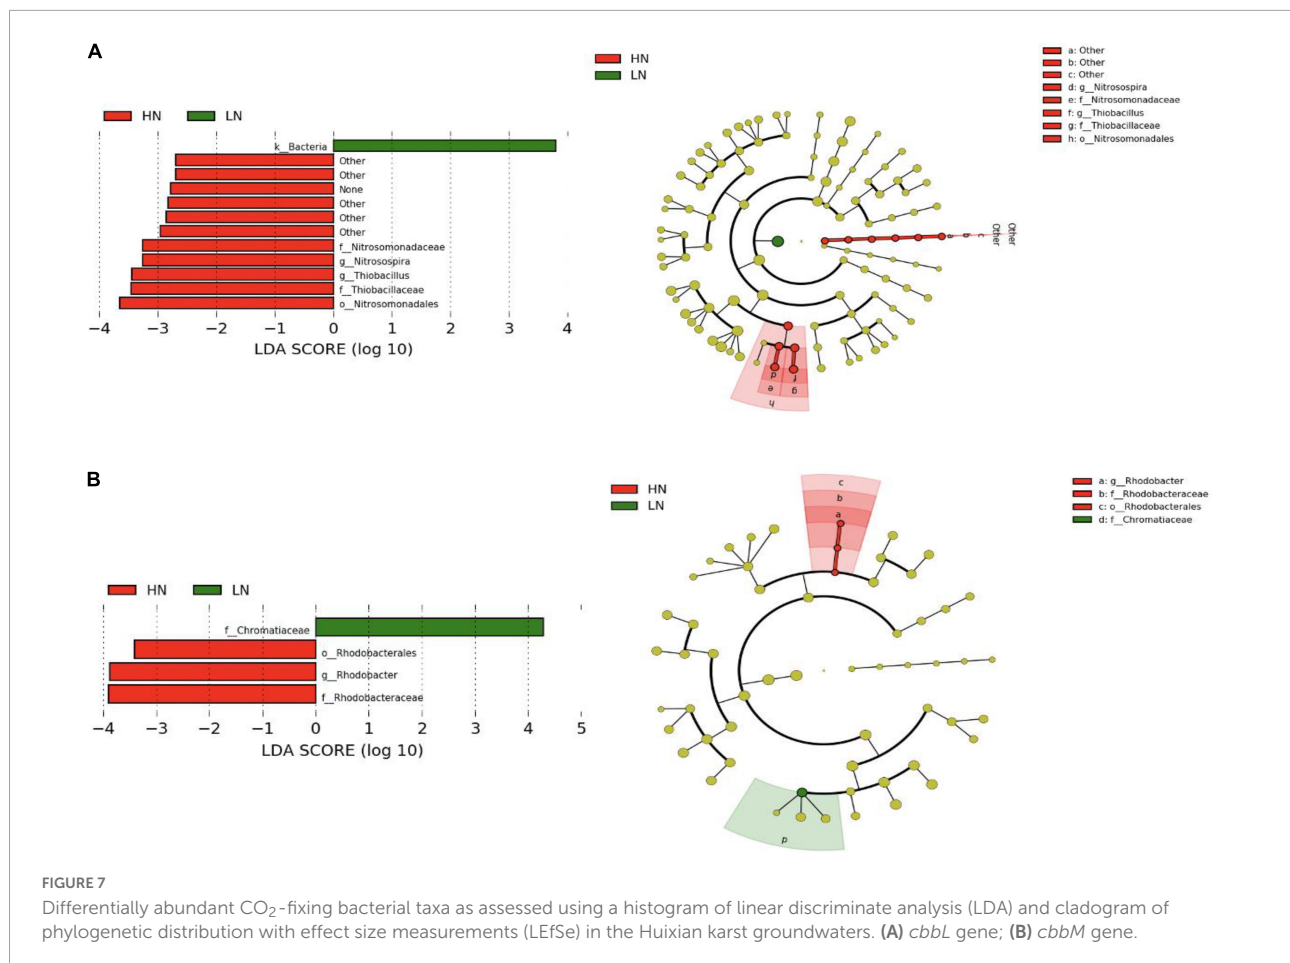 A
HN LN
k__Bacteria
Other
Other
None
Other
Other
Other
f__Nitrosomonadaceae
g__Nitrosospira
g__Thiobacillus
f__Thiobacillaceae
o__Nitrosomonadales
−4 −3 −2 −1 0 1 2 3 4
LDA SCORE (log 10)
HN
LN
a: Other
b: Other
c: Other
d: g__Nitrosospira
e: f__Nitrosomonadaceae
f: g__Thiobacillus
g: f__Thiobacillaceae
h: o__Nitrosomonadales
a b c Other Other
d f
e g
h
B
HN LN
f__Chromatiaceae
o__Rhodobacterales
g__Rhodobacter
f__Rhodobacteraceae
−4 −3 −2 −1 0 1 2 3 4 5
LDA SCORE (log 10)
HN
LN
a: g__Rhodobacter
b: f__Rhodobacteraceae
c: o__Rhodobacterales
d: f__Chromatiaceae
c
b
a
d
FIGURE 7
Differentially abundant CO₂-fixing bacterial taxa as assessed using a histogram of linear discriminate analysis (LDA) and cladogram of
phylogenetic distribution with effect size measurements (LEfSe) in the Huixian karst groundwaters. (A) cbbL gene; (B) cbbM gene.